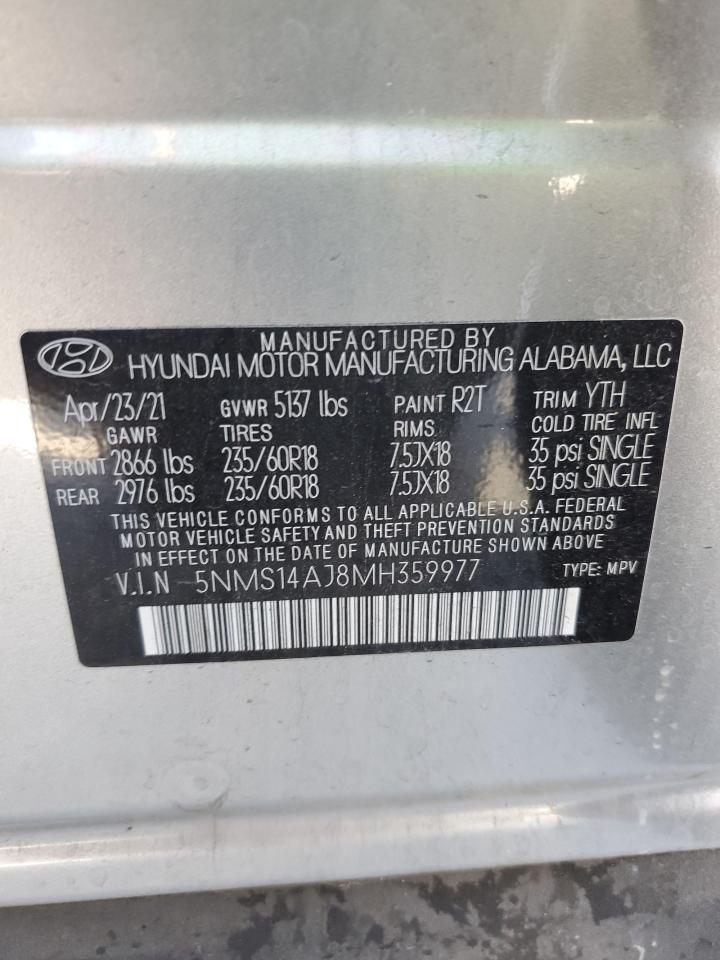 MANUFACTURED BY
HYUNDAI MOTOR MANUFACTURING ALABAMA, LLC
Apr/23/21 GVWR 5137 lbs PAINT R2T TRIM YTH
GAWR TIRES RIMS COLD TIRE INFL
FRONT 2866 lbs 235/60R18 7.5JX18 35 psi SINGLE
REAR 2976 lbs 235/60R18 7.5JX18 35 psi SINGLE
THIS VEHICLE CONFORMS TO ALL APPLICABLE U.S.A. FEDERAL
MOTOR VEHICLE SAFETY AND THEFT PREVENTION STANDARDS
IN EFFECT ON THE DATE OF MANUFACTURE SHOWN ABOVE
V.I.N 5NMS14AJ8MH359977 TYPE: MPV